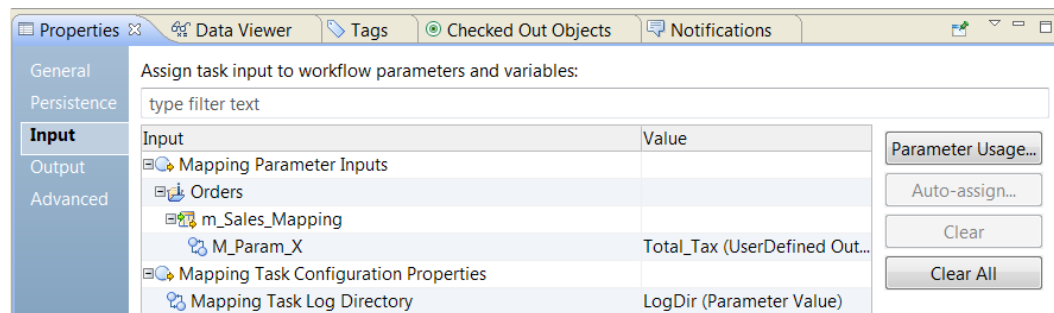 Properties Data Viewer Tags Checked Out Objects Notifications
General
Persistence
Input
Output
Advanced
Assign task input to workflow parameters and variables:
type filter text
Input Value
Mapping Parameter Inputs
Orders
m_Sales_Mapping
M_Param_X Total_Tax (UserDefined Out...
Mapping Task Configuration Properties
Mapping Task Log Directory LogDir (Parameter Value)
Parameter Usage...
Auto-assign...
Clear
Clear All